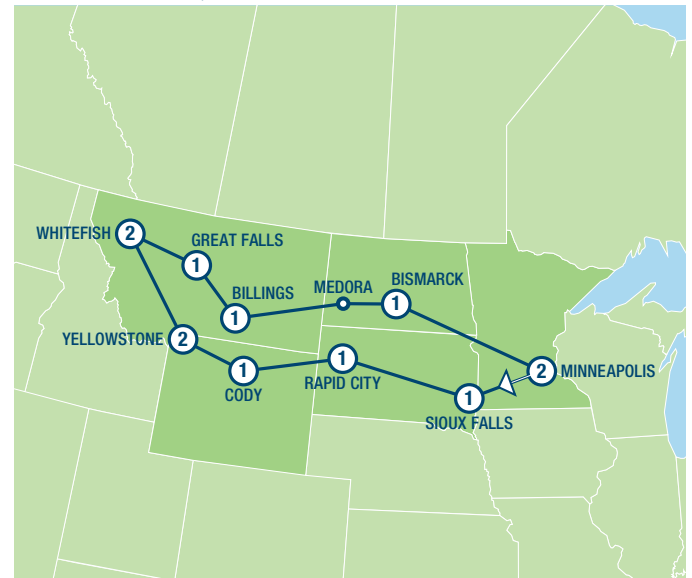 WHITEFISH 2
GREAT FALLS
1
BILLINGS
1
MEDORA
BISMARCK
1
YELLOWSTONE 2
1
CODY
1
RAPID CITY
2 MINNEAPOLIS
1
SIOUX FALLS